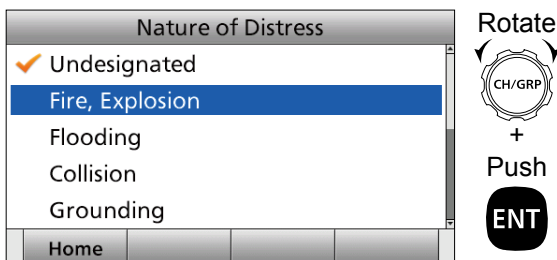 Nature of Distress
Undesignated
Fire, Explosion
Flooding
Collision
Grounding
Home
Rotate
CH/GRP
+
Push
ENT